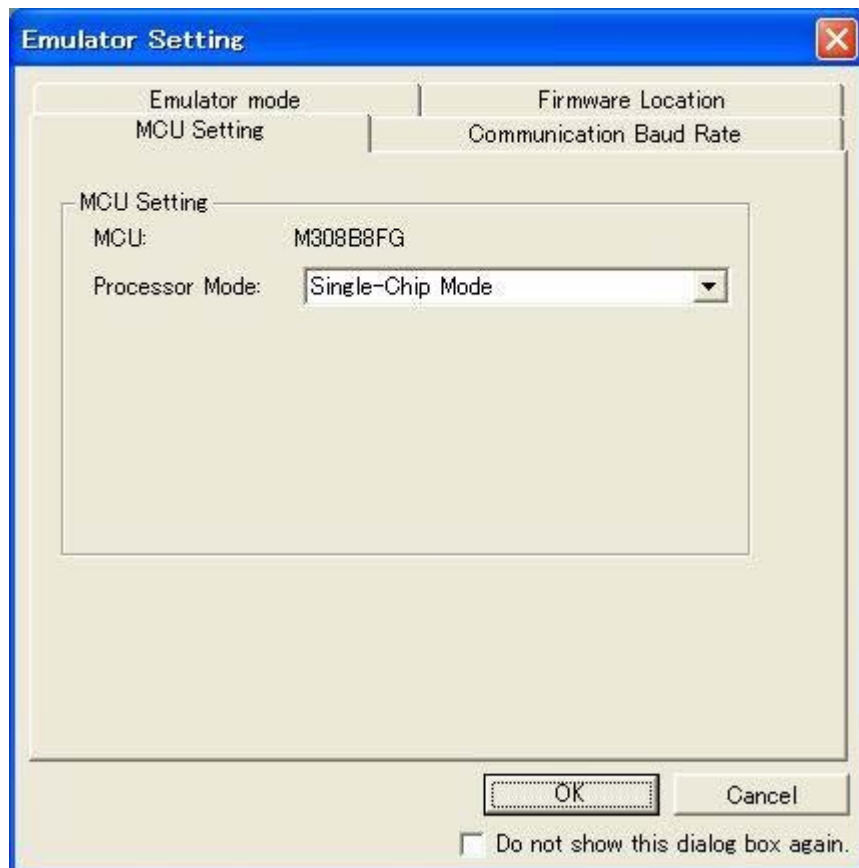 Emulator Setting
Emulator mode
Firmware Location
MCU Setting
Communication Baud Rate
MCU Setting
MCU: M308B8FG
Processor Mode: Single-Chip Mode
OK
Cancel
Do not show this dialog box again.